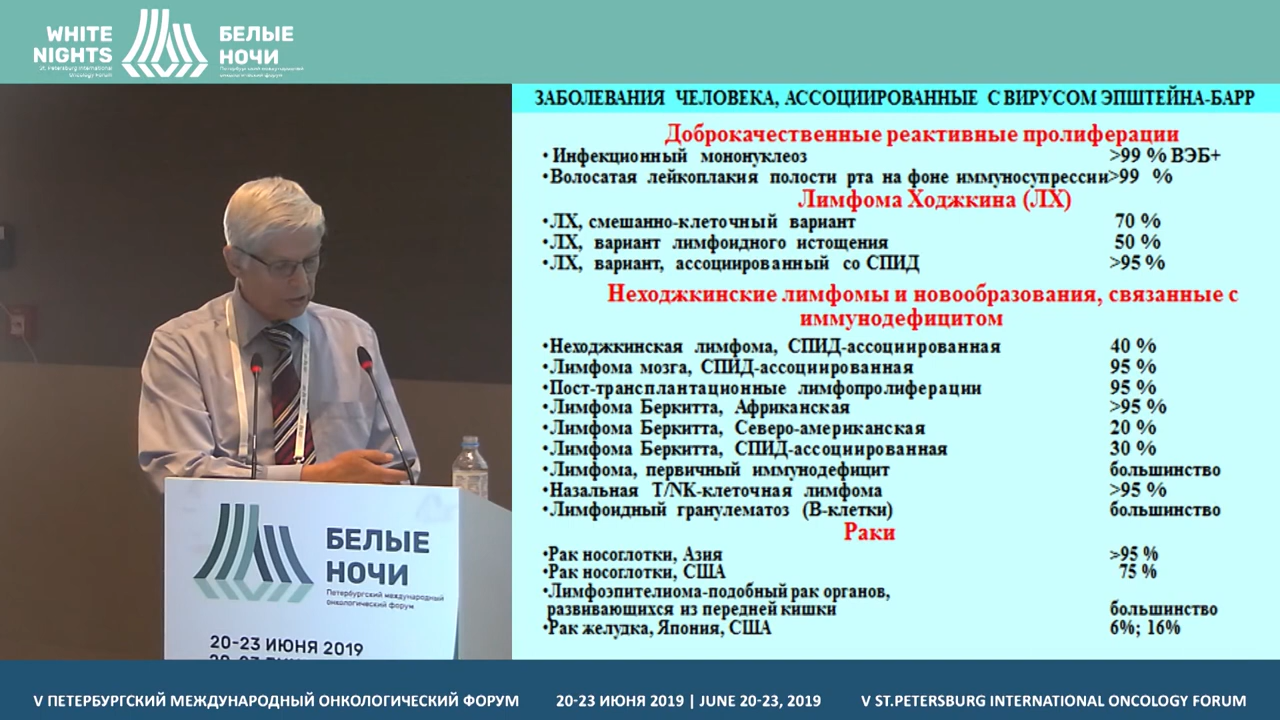 WHITE
NIGHTS
St. Petersburg International
Oncology Forum
БЕЛЫЕ
НОЧИ
Петербургский международный
онкологический форум
ЗАБОЛЕВАНИЯ ЧЕЛОВЕКА, АССОЦИИРОВАННЫЕ С ВИРУСОМ ЭПШТЕЙНА-БАРР
Доброкачественные реактивные пролиферации
•Инфекционный мононуклеоз >99 % ВЭБ+
•Волосатая лейкоплакия полости рта на фоне иммуносупрессии>99 %
Лимфома Ходжкина (ЛХ)
•ЛХ, смешанно-клеточный вариант 70 %
•ЛХ, вариант лимфоидного истощения 50 %
•ЛХ, вариант, ассоциированный со СПИД >95 %
Неходжкинские лимфомы и новообразования, связанные с
иммунодефицитом
•Неходжкинская лимфома, СПИД-ассоциированная 40 %
•Лимфома мозга, СПИД-ассоциированная 95 %
•Пост-трансплантационные лимфопролиферации 95 %
•Лимфома Беркитта, Африканская >95 %
•Лимфома Беркитта, Северо-американская 20 %
•Лимфома Беркитта, СПИД-ассоциированная 30 %
•Лимфома, первичный иммунодефицит большинство
•Назальная T/NK-клеточная лимфома >95 %
•Лимфоидный гранулематоз (В-клетки) большинство
Раки
•Рак носоглотки, Азия >95 %
•Рак носоглотки, США 75 %
•Лимфоэпителиома-подобный рак органов,
развивающихся из передней кишки большинство
•Рак желудка, Япония, США 6%; 16%
БЕЛЫЕ
НОЧИ
Петербургский международный
онкологический форум
20-23 ИЮНЯ 2019
V ПЕТЕРБУРГСКИЙ МЕЖДУНАРОДНЫЙ ОНКОЛОГИЧЕСКИЙ ФОРУМ 20-23 ИЮНЯ 2019 | JUNE 20-23, 2019 V ST.PETERSBURG INTERNATIONAL ONCOLOGY FORUM